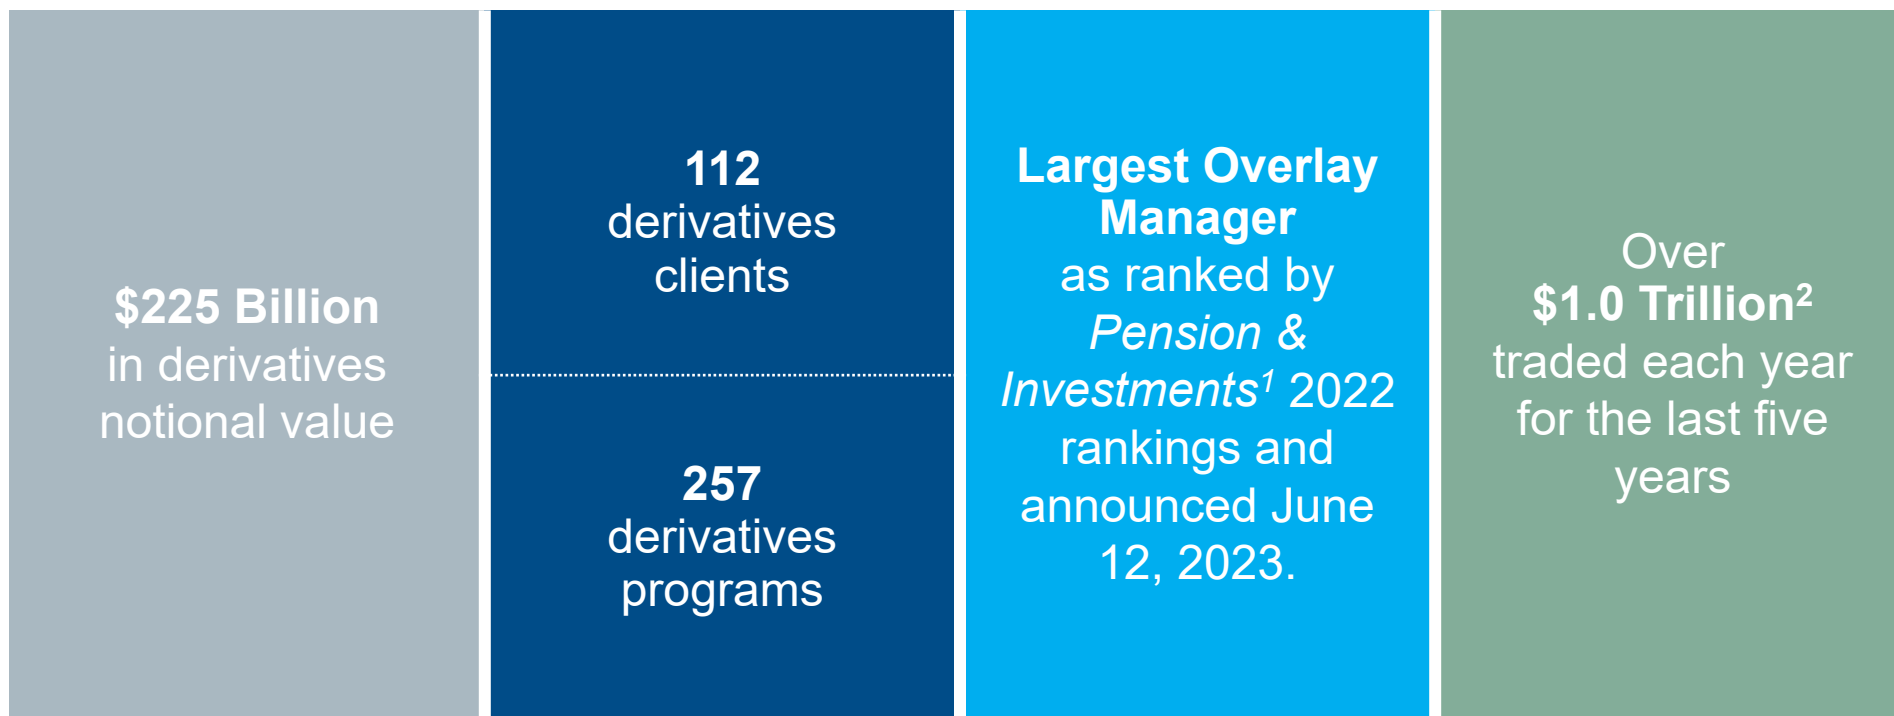 $225 Billion
in derivatives
notional value
112
derivatives
clients
257
derivatives
programs
Largest Overlay
Manager
as ranked by
Pension &
Investments¹ 2022
rankings and
announced June
12, 2023.
Over
$1.0 Trillion²
traded each year
for the last five
years